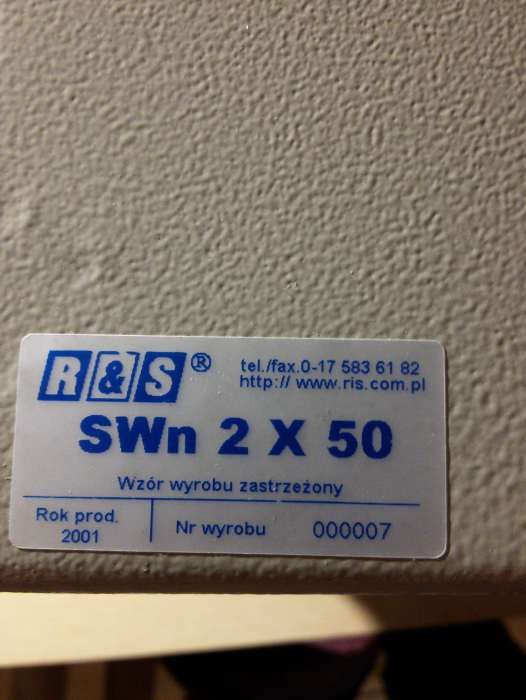 R&S®
tel./fax.0-17 583 61 82
http:// www.ris.com.pl
SWn 2 X 50
Wzór wyrobu zastrzeżony
Rok prod.
2001
Nr wyrobu 000007